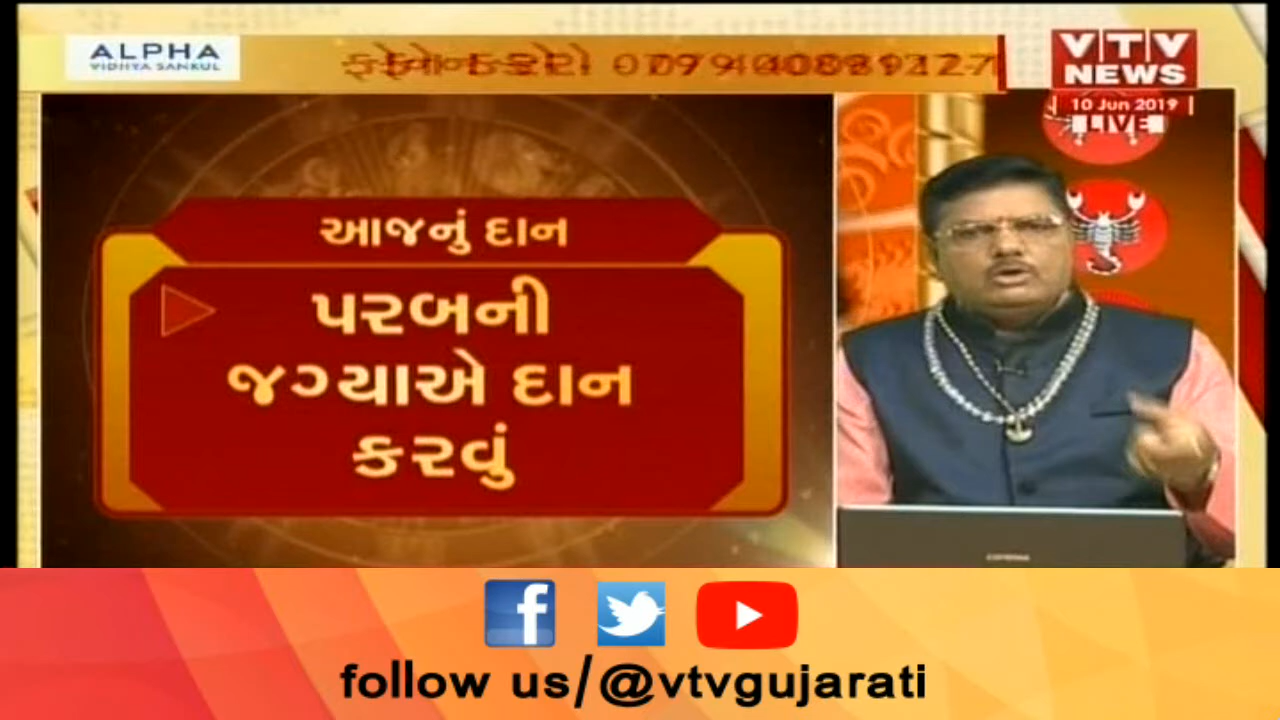 ALPHA
VIDHYA SANKUL
VTV
NEWS
10 Jun 2019
LIVE
આજનું દાન
પરબની
જગ્યાએ દાન
કરવું
follow us/@vtvgujarati